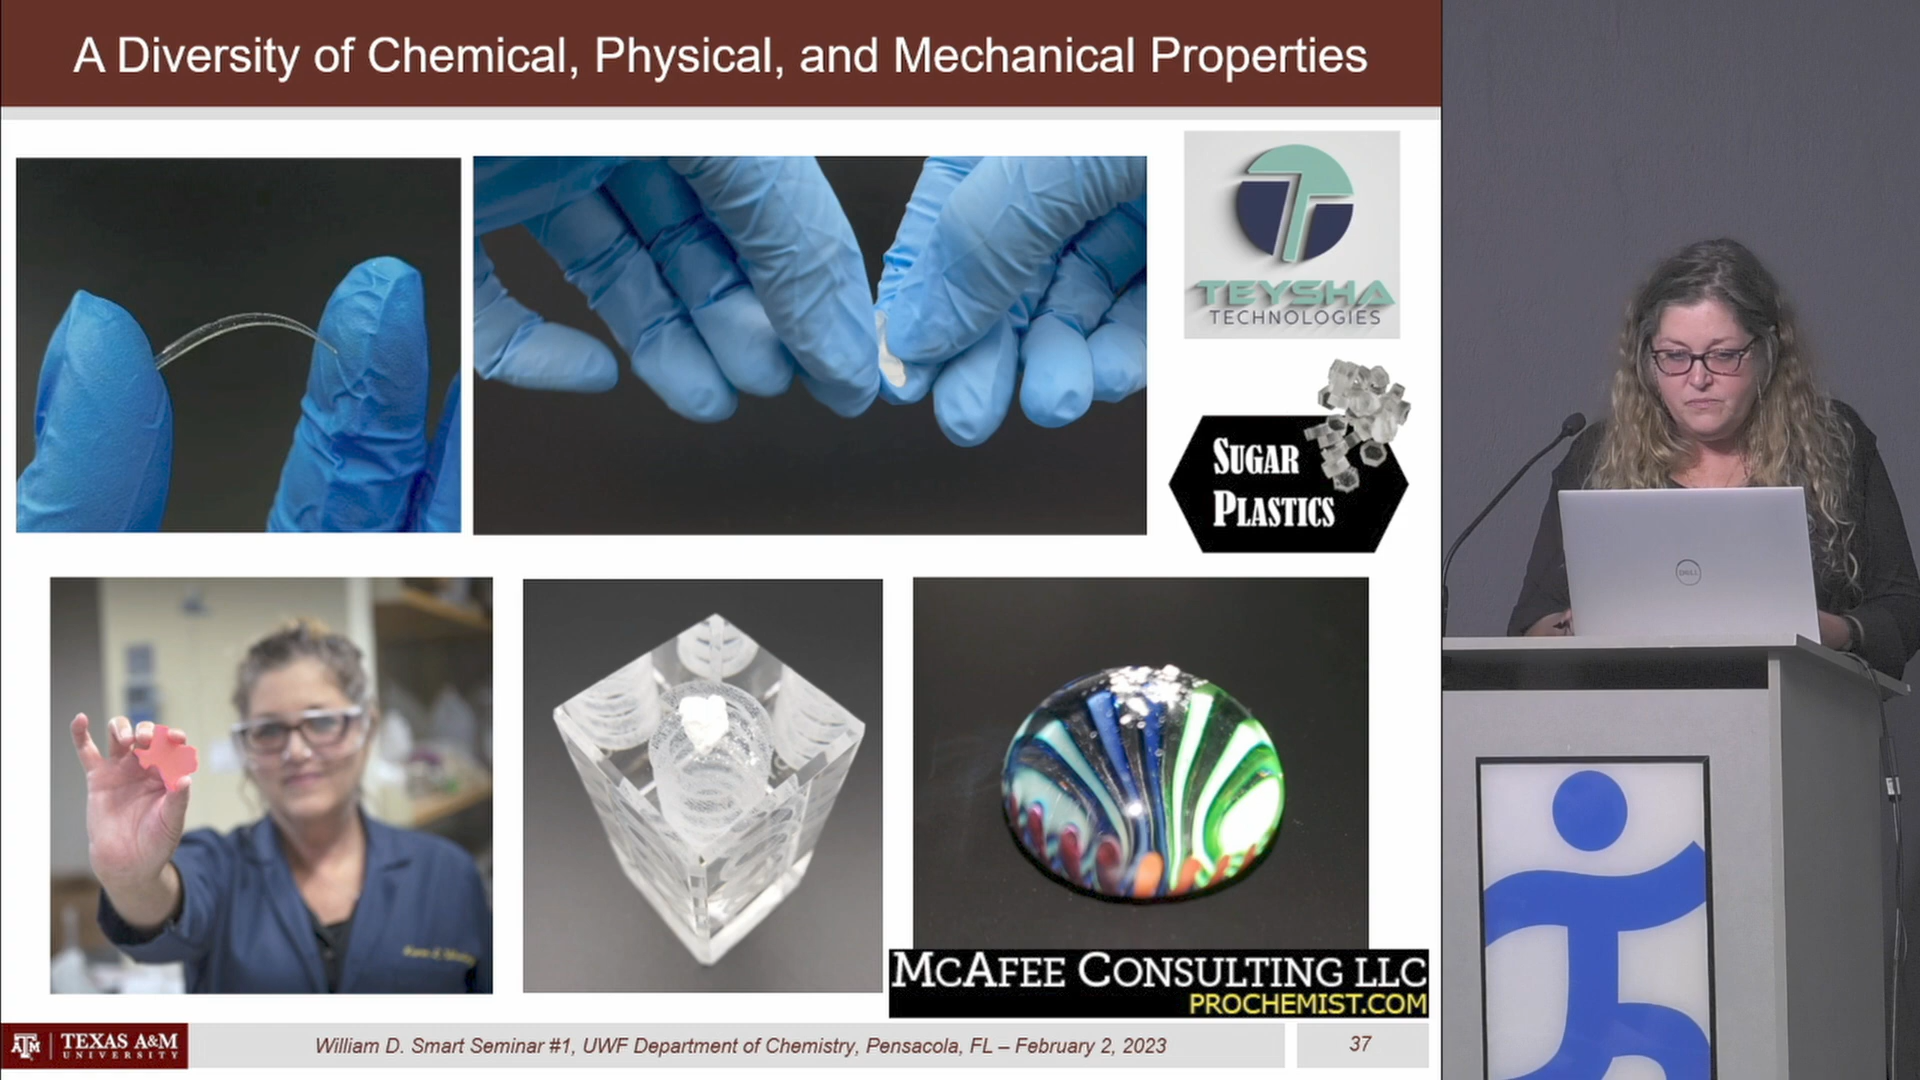 A Diversity of Chemical, Physical, and Mechanical Properties
TEYSHA
TECHNOLOGIES
SUGAR
PLASTICS
DELL
MCAFEE CONSULTING LLC
PROCHEMIST.COM
ATM
TEXAS A&M
UNIVERSITY
William D. Smart Seminar #1, UWF Department of Chemistry, Pensacola, FL – February 2, 2023
37